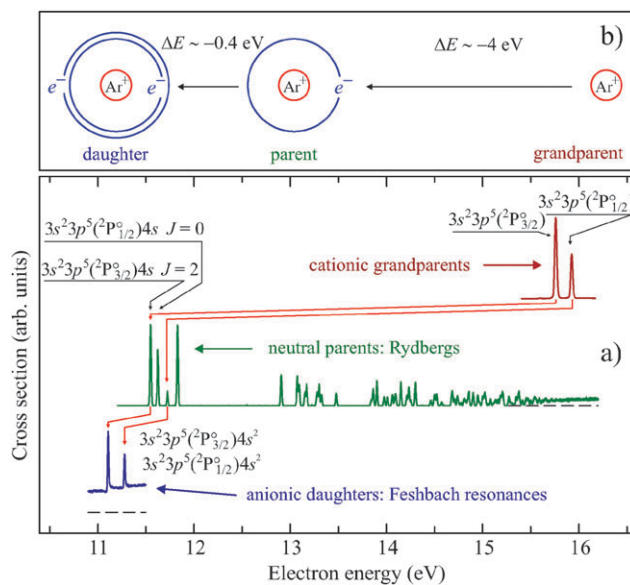 b)
ΔE ~ −0.4 eV
ΔE ~ −4 eV
e⁻ Ar⁺ e⁻
Ar⁺ e⁻
Ar⁺
daughter
parent
grandparent
3s²3p⁵(²P°₁/₂)
3s²3p⁵(²P°₃/₂)
3s²3p⁵(²P°₁/₂)4s J = 0
3s²3p⁵(²P°₃/₂)4s J = 2
cationic grandparents
neutral parents: Rydbergs
a)
3s²3p⁵(²P°₃/₂)4s²
3s²3p⁵(²P°₁/₂)4s²
anionic daughters: Feshbach resonances
Cross section (arb. units)
11 12 13 14 15 16
Electron energy (eV)